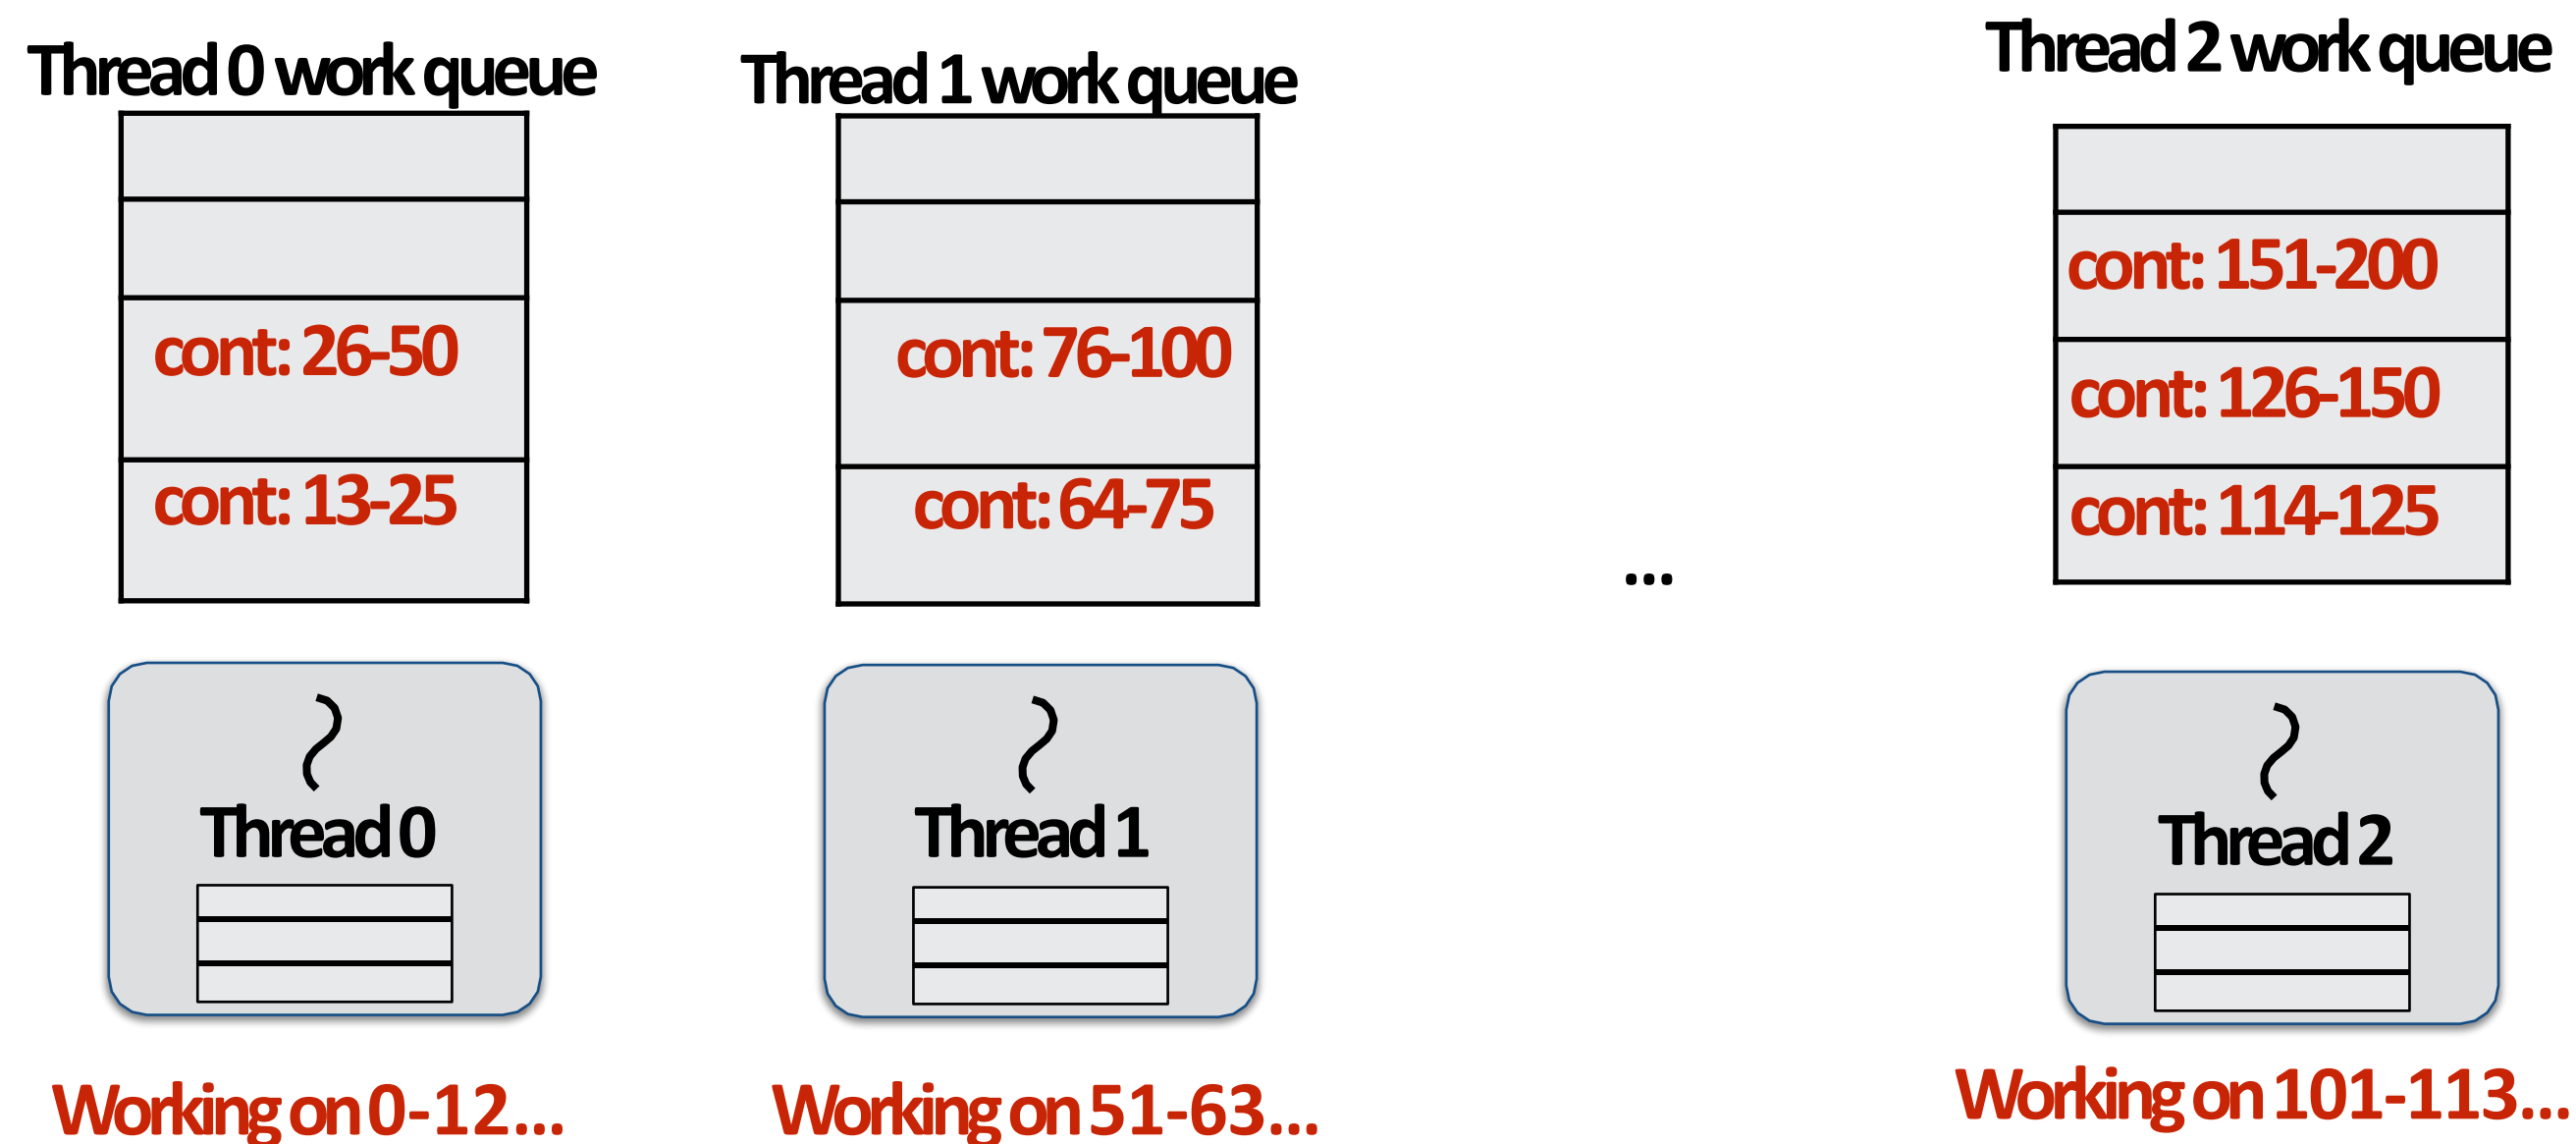 Thread 0 work queue
cont: 26-50
cont: 13-25
Thread 0
Working on 0-12...
Thread 1 work queue
cont: 76-100
cont: 64-75
Thread 1
Working on 51-63...
...
Thread 2 work queue
cont: 151-200
cont: 126-150
cont: 114-125
Thread 2
Working on 101-113...